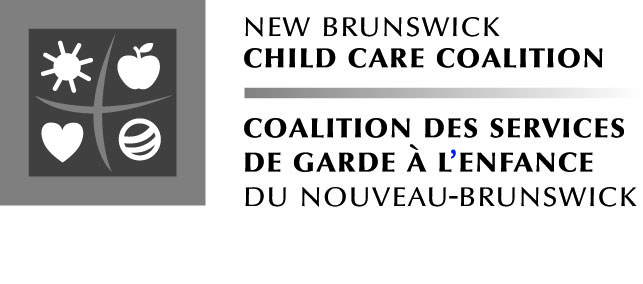 NEW BRUNSWICK
CHILD CARE COALITION
COALITION DES SERVICES
DE GARDE À L’ENFANCE
DU NOUVEAU-BRUNSWICK